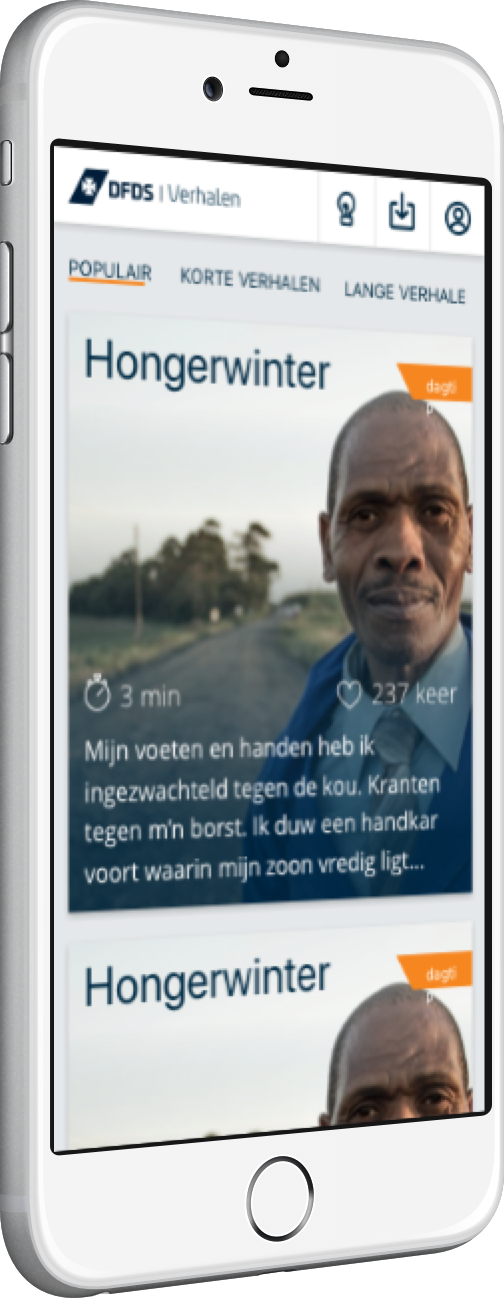 DFDS | Verhalen
POPULAIR KORTE VERHALEN LANGE VERHALE
Hongerwinter
dagti
p
3 min 237 keer
Mijn voeten en handen heb ik
ingezwachteld tegen de kou. Kranten
tegen m'n borst. Ik duw een handkar
voort waarin mijn zoon vredig ligt...
Hongerwinter
dagti
p